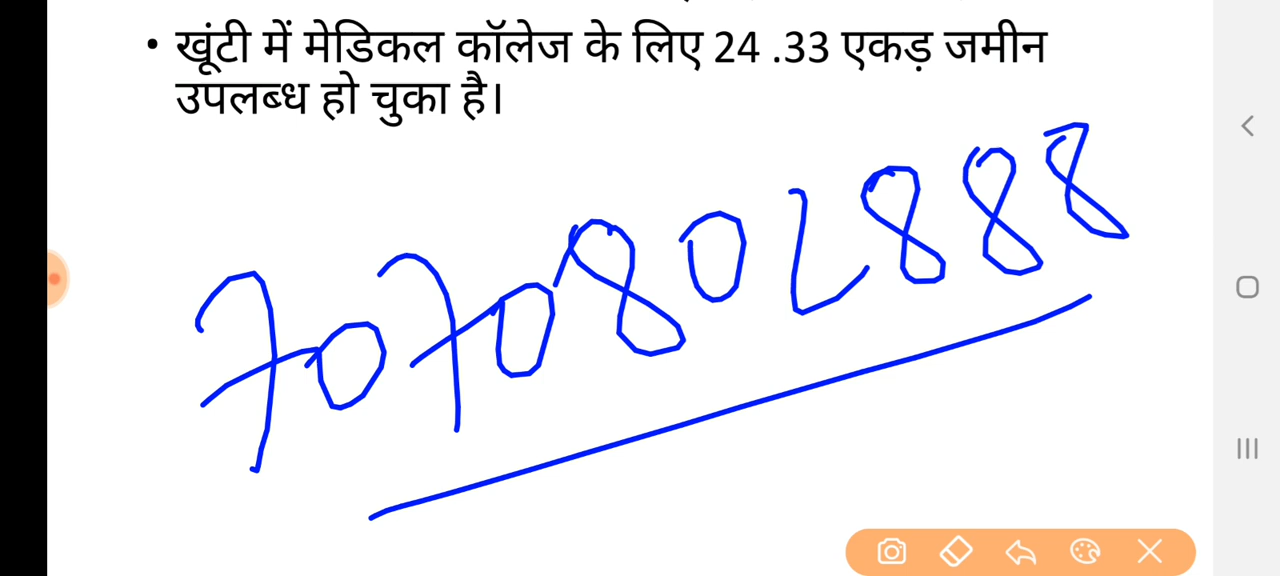 • खूंटी में मेडिकल कॉलेज के लिए 24 .33 एकड़ जमीन
उपलब्ध हो चुका है।
7070802888